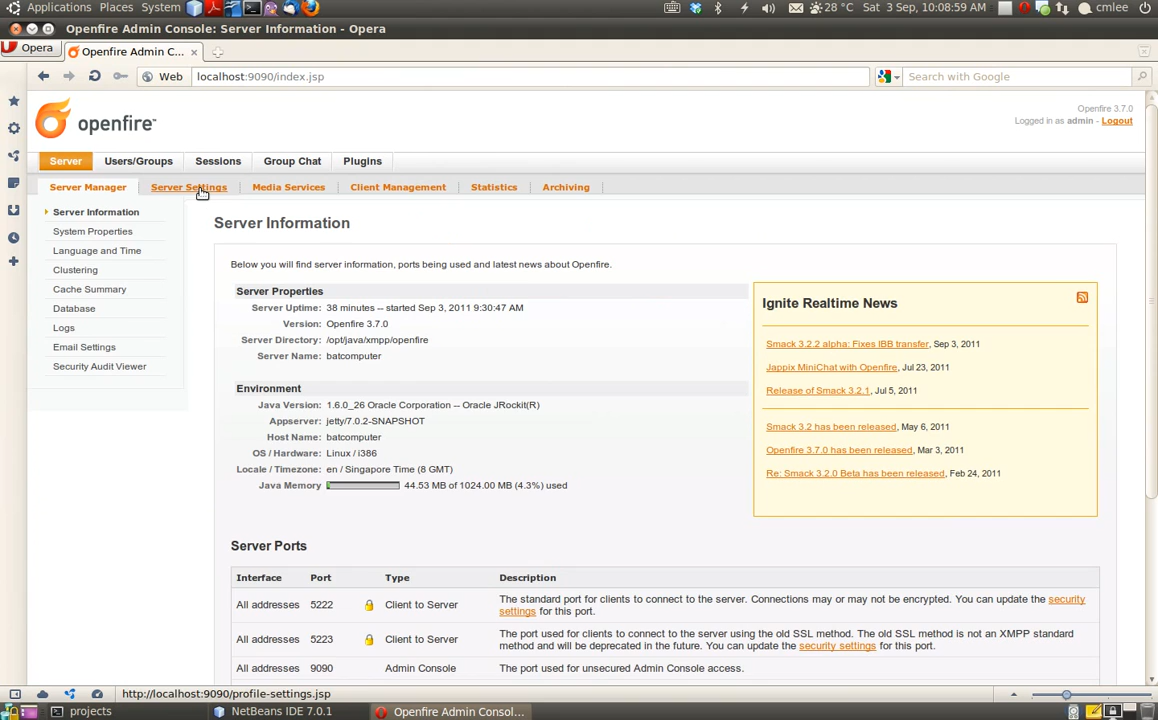 Applications Places System 28 °C Sat 3 Sep, 10:08:59 AM cmlee
Openfire Admin Console: Server Information - Opera
Opera Openfire Admin C...
Web localhost:9090/index.jsp Search with Google
openfire™
Openfire 3.7.0
Logged in as admin - Logout
Server Users/Groups Sessions Group Chat Plugins
Server Manager Server Settings Media Services Client Management Statistics Archiving
Server Information
System Properties
Language and Time
Clustering
Cache Summary
Database
Logs
Email Settings
Security Audit Viewer
Server Information
Below you will find server information, ports being used and latest news about Openfire.
Server Properties
Server Uptime: 38 minutes -- started Sep 3, 2011 9:30:47 AM
Version: Openfire 3.7.0
Server Directory: /opt/java/xmpp/openfire
Server Name: batcomputer
Environment
Java Version: 1.6.0_26 Oracle Corporation -- Oracle JRockit(R)
Appserver: jetty/7.0.2-SNAPSHOT
Host Name: batcomputer
OS / Hardware: Linux / i386
Locale / Timezone: en / Singapore Time (8 GMT)
Java Memory 44.53 MB of 1024.00 MB (4.3%) used
Ignite Realtime News
Smack 3.2.2 alpha: Fixes IBB transfer, Sep 3, 2011
Jappix MiniChat with Openfire, Jul 23, 2011
Release of Smack 3.2.1, Jul 5, 2011
Smack 3.2 has been released, May 6, 2011
Openfire 3.7.0 has been released, Mar 3, 2011
Re: Smack 3.2.0 Beta has been released, Feb 24, 2011
Server Ports
Interface Port Type Description
All addresses 5222 Client to Server The standard port for clients to connect to the server. Connections may or may not be encrypted. You can update the security
settings for this port.
All addresses 5223 Client to Server The port used for clients to connect to the server using the old SSL method. The old SSL method is not an XMPP standard
method and will be deprecated in the future. You can update the security settings for this port.
All addresses 9090 Admin Console The port used for unsecured Admin Console access.
http://localhost:9090/profile-settings.jsp
projects NetBeans IDE 7.0.1 Openfire Admin Consol...